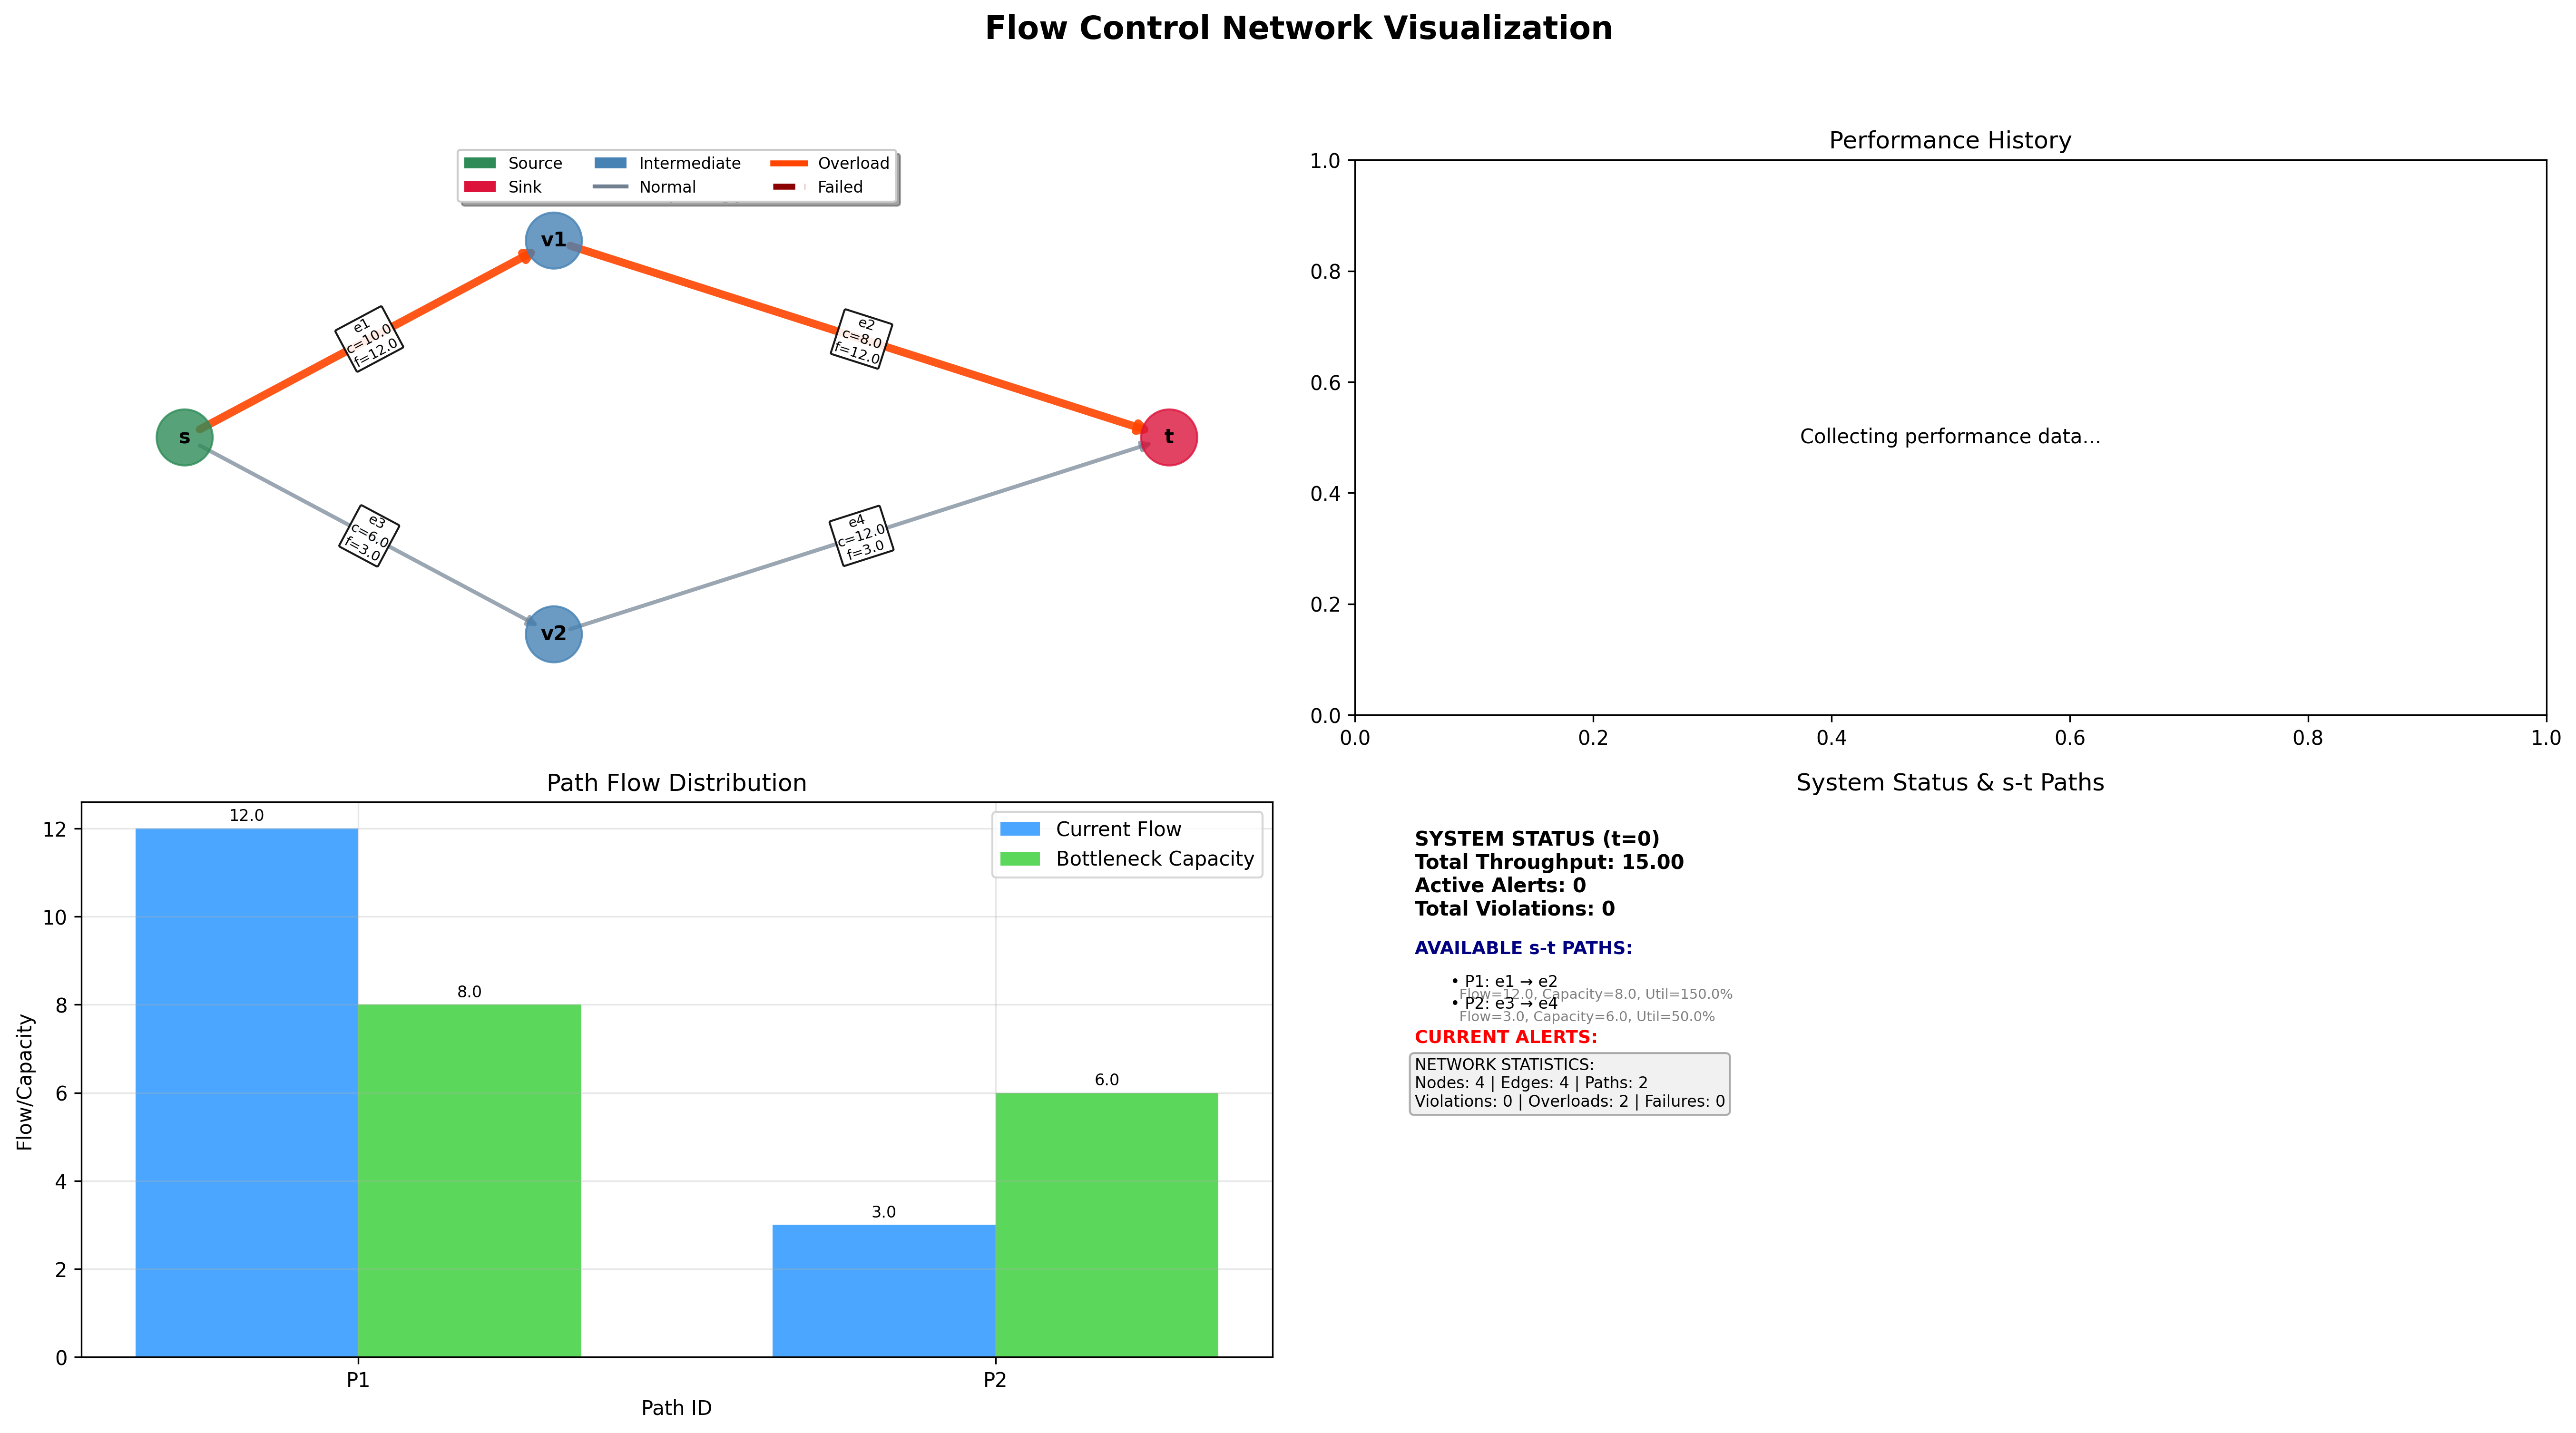 Flow Control Network Visualization
Source
Intermediate
Overload
Sink
Normal
Failed
v1
e1
c=10.0
f=12.0
e2
c=8.0
f=12.0
s
t
e3
c=6.0
f=3.0
e4
c=12.0
f=3.0
v2
Performance History
1.0
0.8
0.6
0.4
0.2
0.0
Collecting performance data...
0.0 0.2 0.4 0.6 0.8 1.0
Path Flow Distribution
Flow/Capacity
12
10
8
6
4
2
0
12.0
8.0
3.0
6.0
Current Flow
Bottleneck Capacity
P1 P2
Path ID
System Status & s-t Paths
SYSTEM STATUS (t=0)
Total Throughput: 15.00
Active Alerts: 0
Total Violations: 0
AVAILABLE s-t PATHS:
• P1: e1 → e2
Flow=12.0, Capacity=8.0, Util=150.0%
• P2: e3 → e4
Flow=3.0, Capacity=6.0, Util=50.0%
CURRENT ALERTS:
NETWORK STATISTICS:
Nodes: 4 | Edges: 4 | Paths: 2
Violations: 0 | Overloads: 2 | Failures: 0